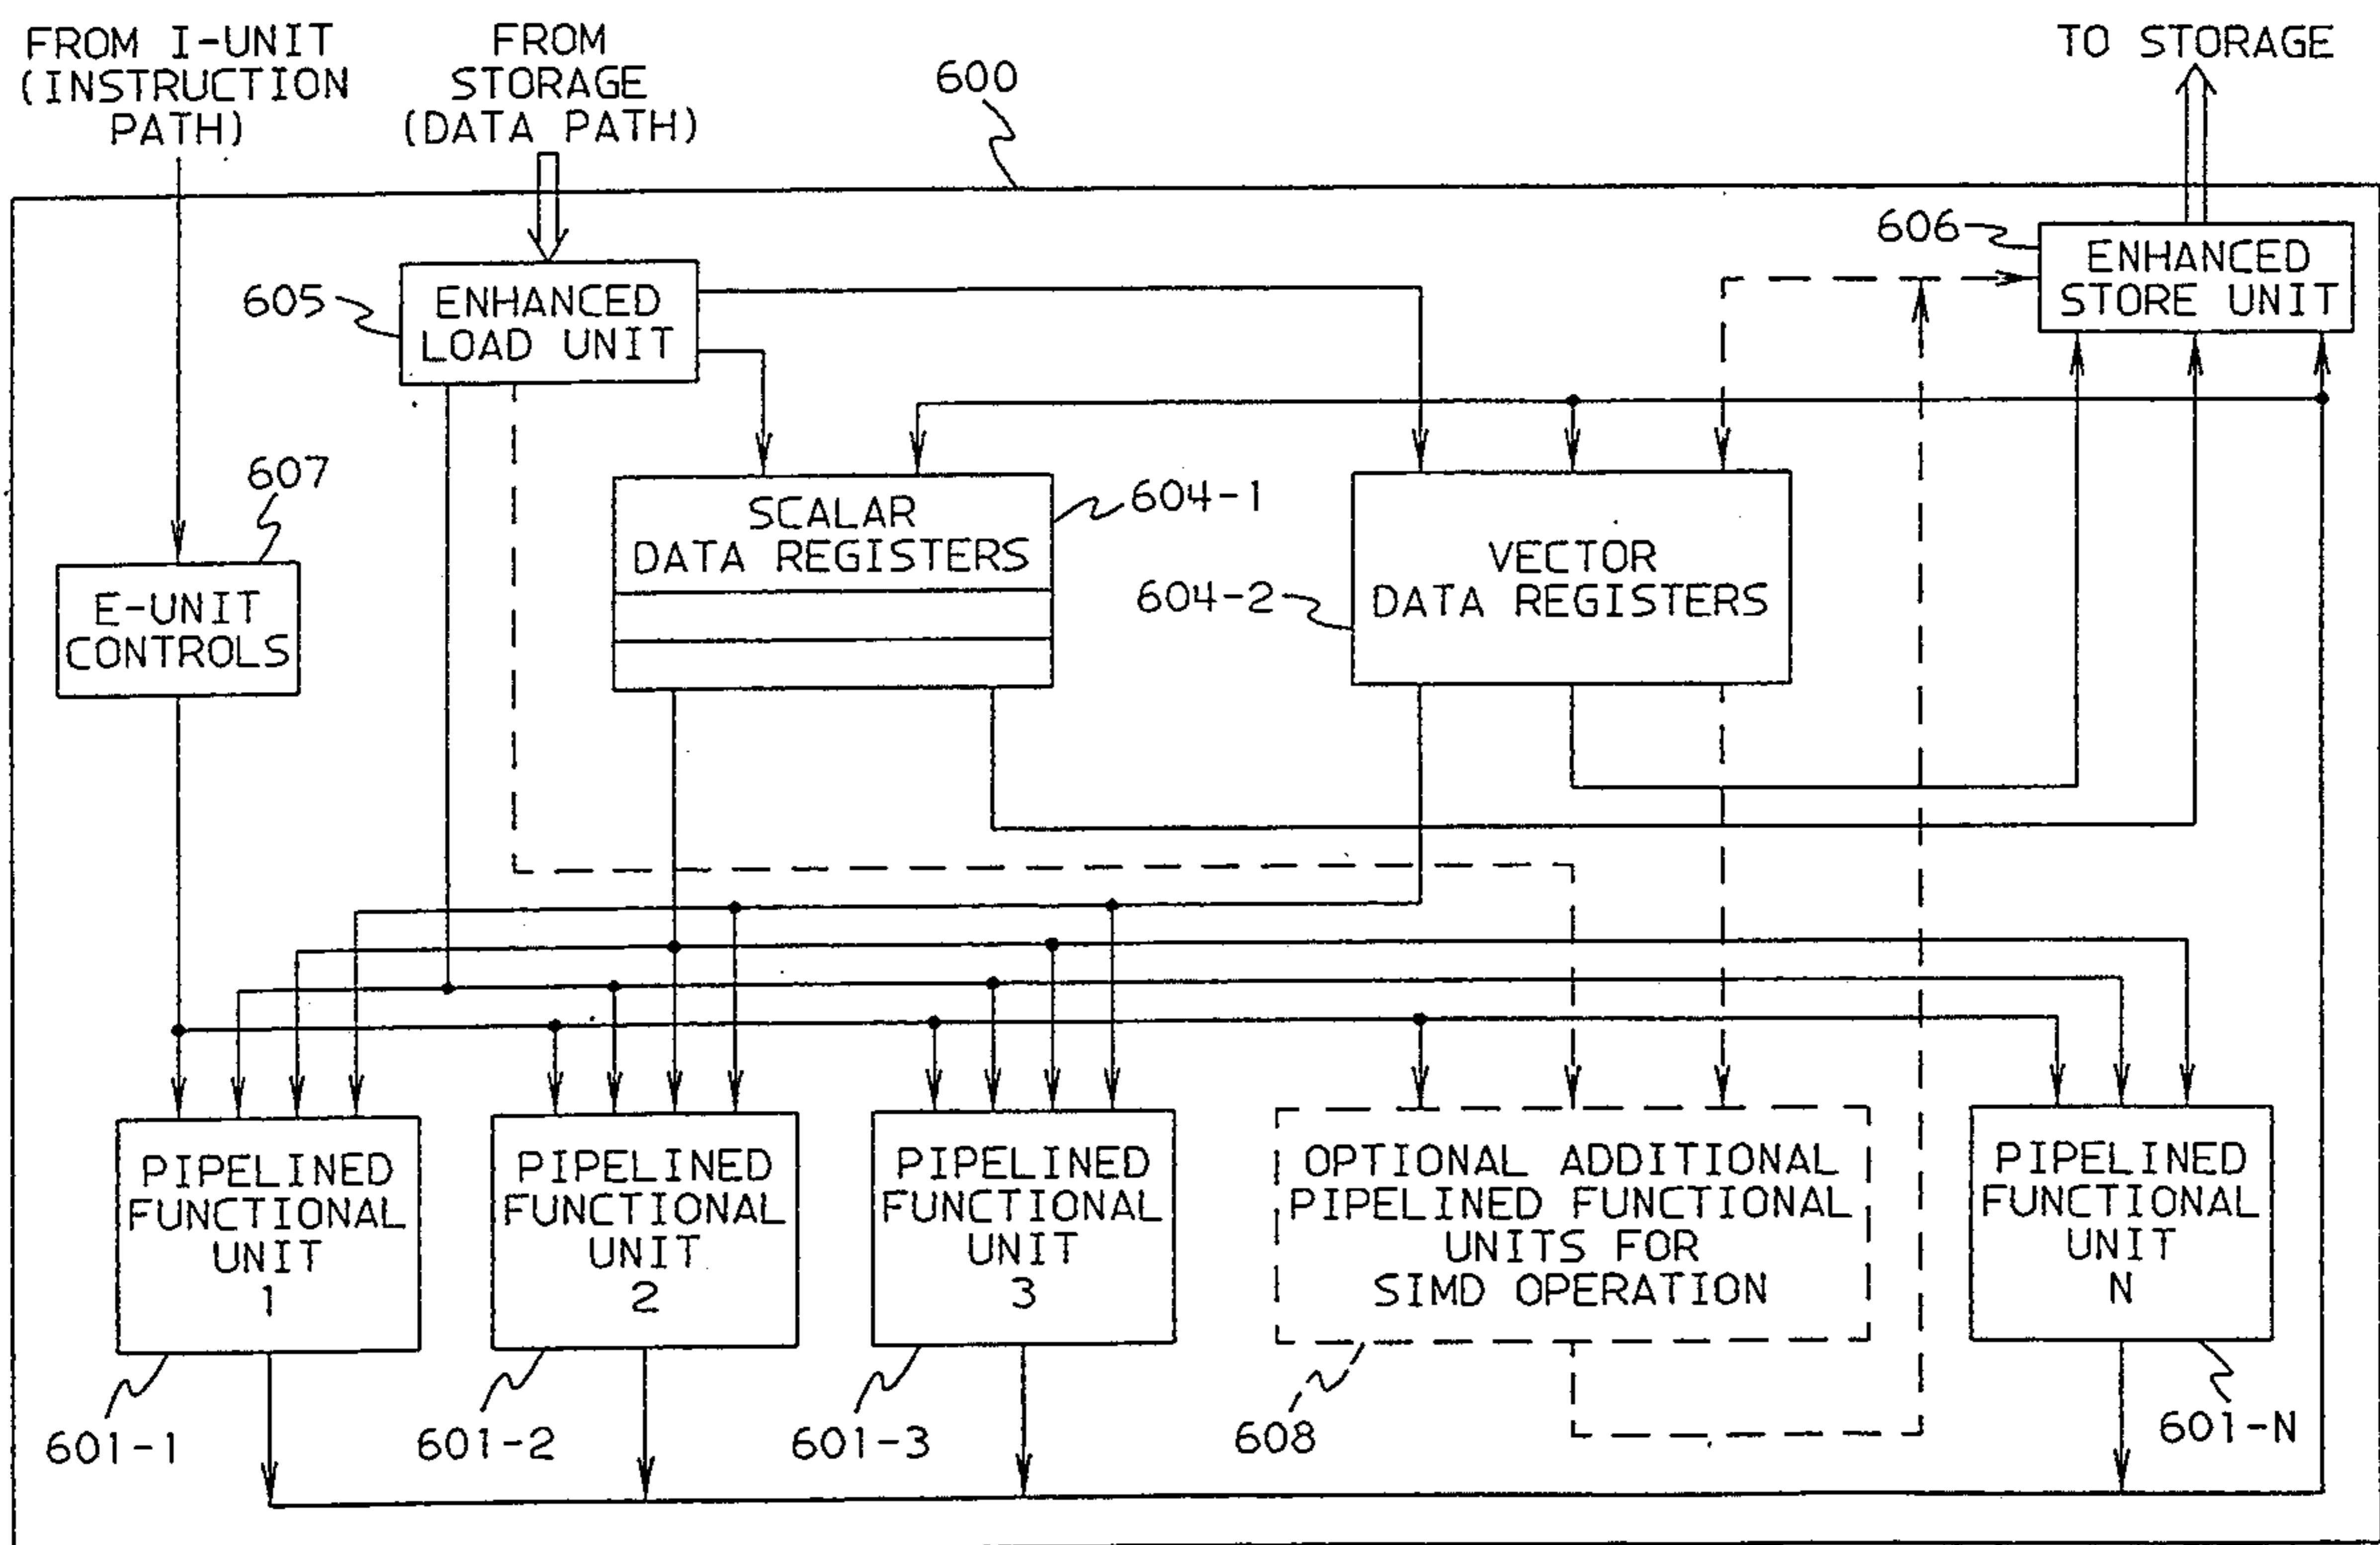 FROM I-UNIT
(INSTRUCTION
PATH)
FROM
STORAGE
(DATA PATH)
600
TO STORAGE
606
ENHANCED
STORE UNIT
605
ENHANCED
LOAD UNIT
607
SCALAR
DATA REGISTERS
604-1
VECTOR
DATA REGISTERS
604-2
E-UNIT
CONTROLS
PIPELINED
FUNCTIONAL
UNIT
1
PIPELINED
FUNCTIONAL
UNIT
2
PIPELINED
FUNCTIONAL
UNIT
3
OPTIONAL ADDITIONAL
PIPELINED FUNCTIONAL
UNITS FOR
SIMD OPERATION
PIPELINED
FUNCTIONAL
UNIT
N
601-1
601-2
601-3
608
601-N